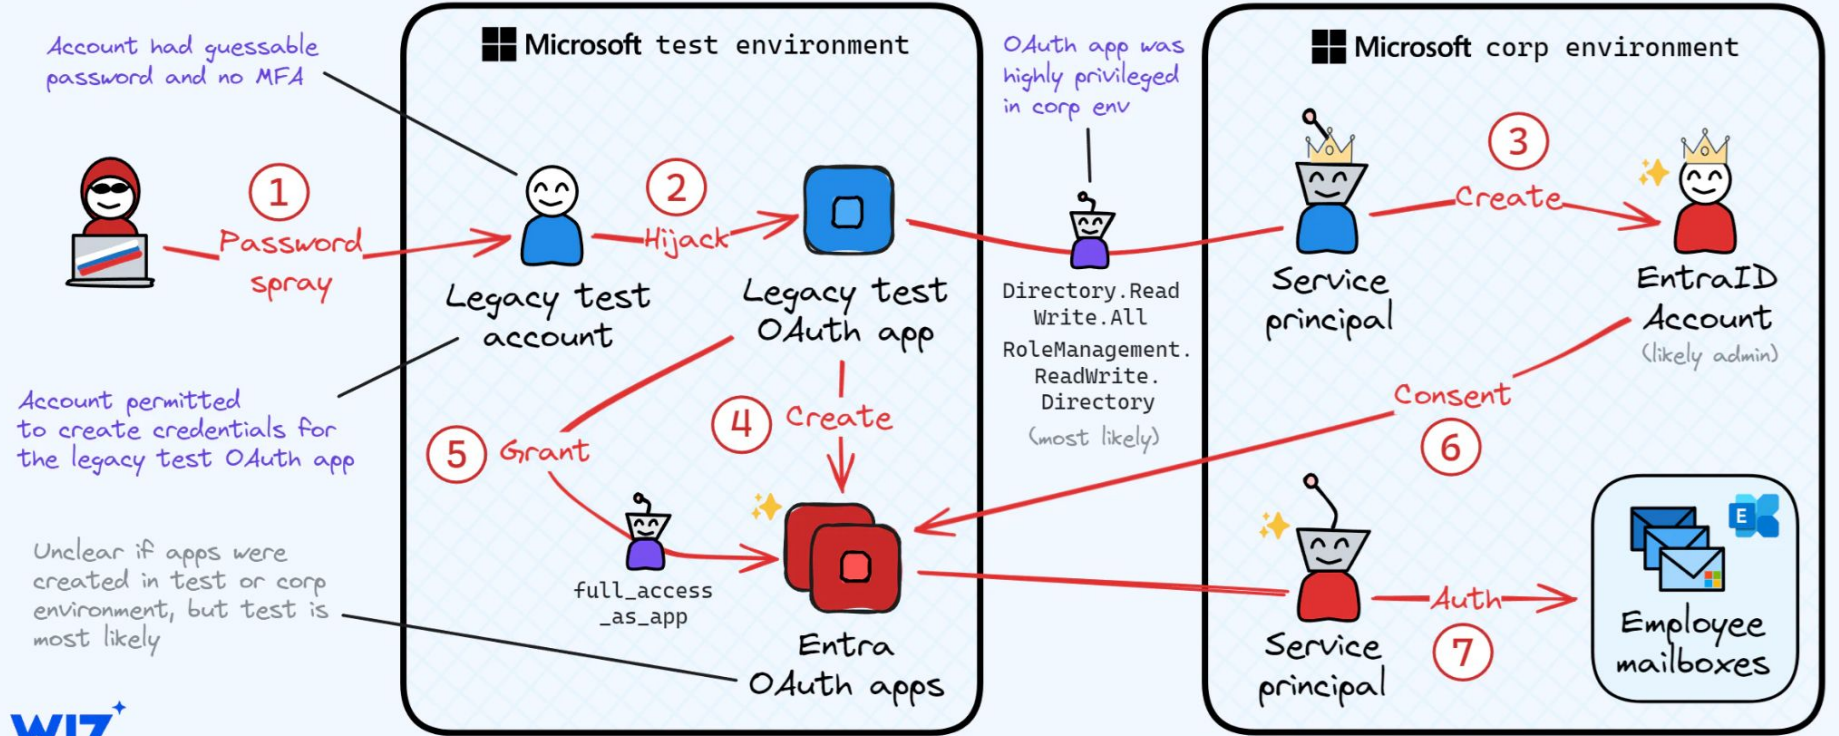 Account had guessable
password and no MFA
Microsoft test environment
OAuth app was
highly privileged
in corp env
Microsoft corp environment
1
Password
spray
2
Hijack
3
Create
Legacy test
account
Legacy test
OAuth app
Directory.Read
Write.All
RoleManagement.
ReadWrite.
Directory
(most likely)
Service
principal
EntraID
Account
(likely admin)
Account permitted
to create credentials for
the legacy test OAuth app
5
Grant
4
Create
Consent
6
Unclear if apps were
created in test or corp
environment, but test is
most likely
full_access
_as_app
Entra
OAuth apps
Service
principal
Auth
7
E
Employee
mailboxes
WIZ